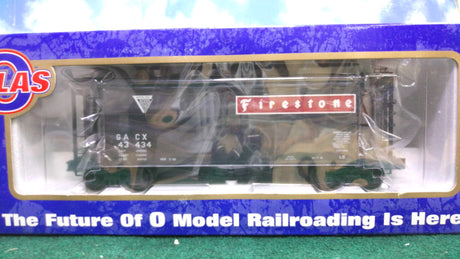 LAS
Firestone
GACX
43434
The Future Of O Model Railroading Is Here